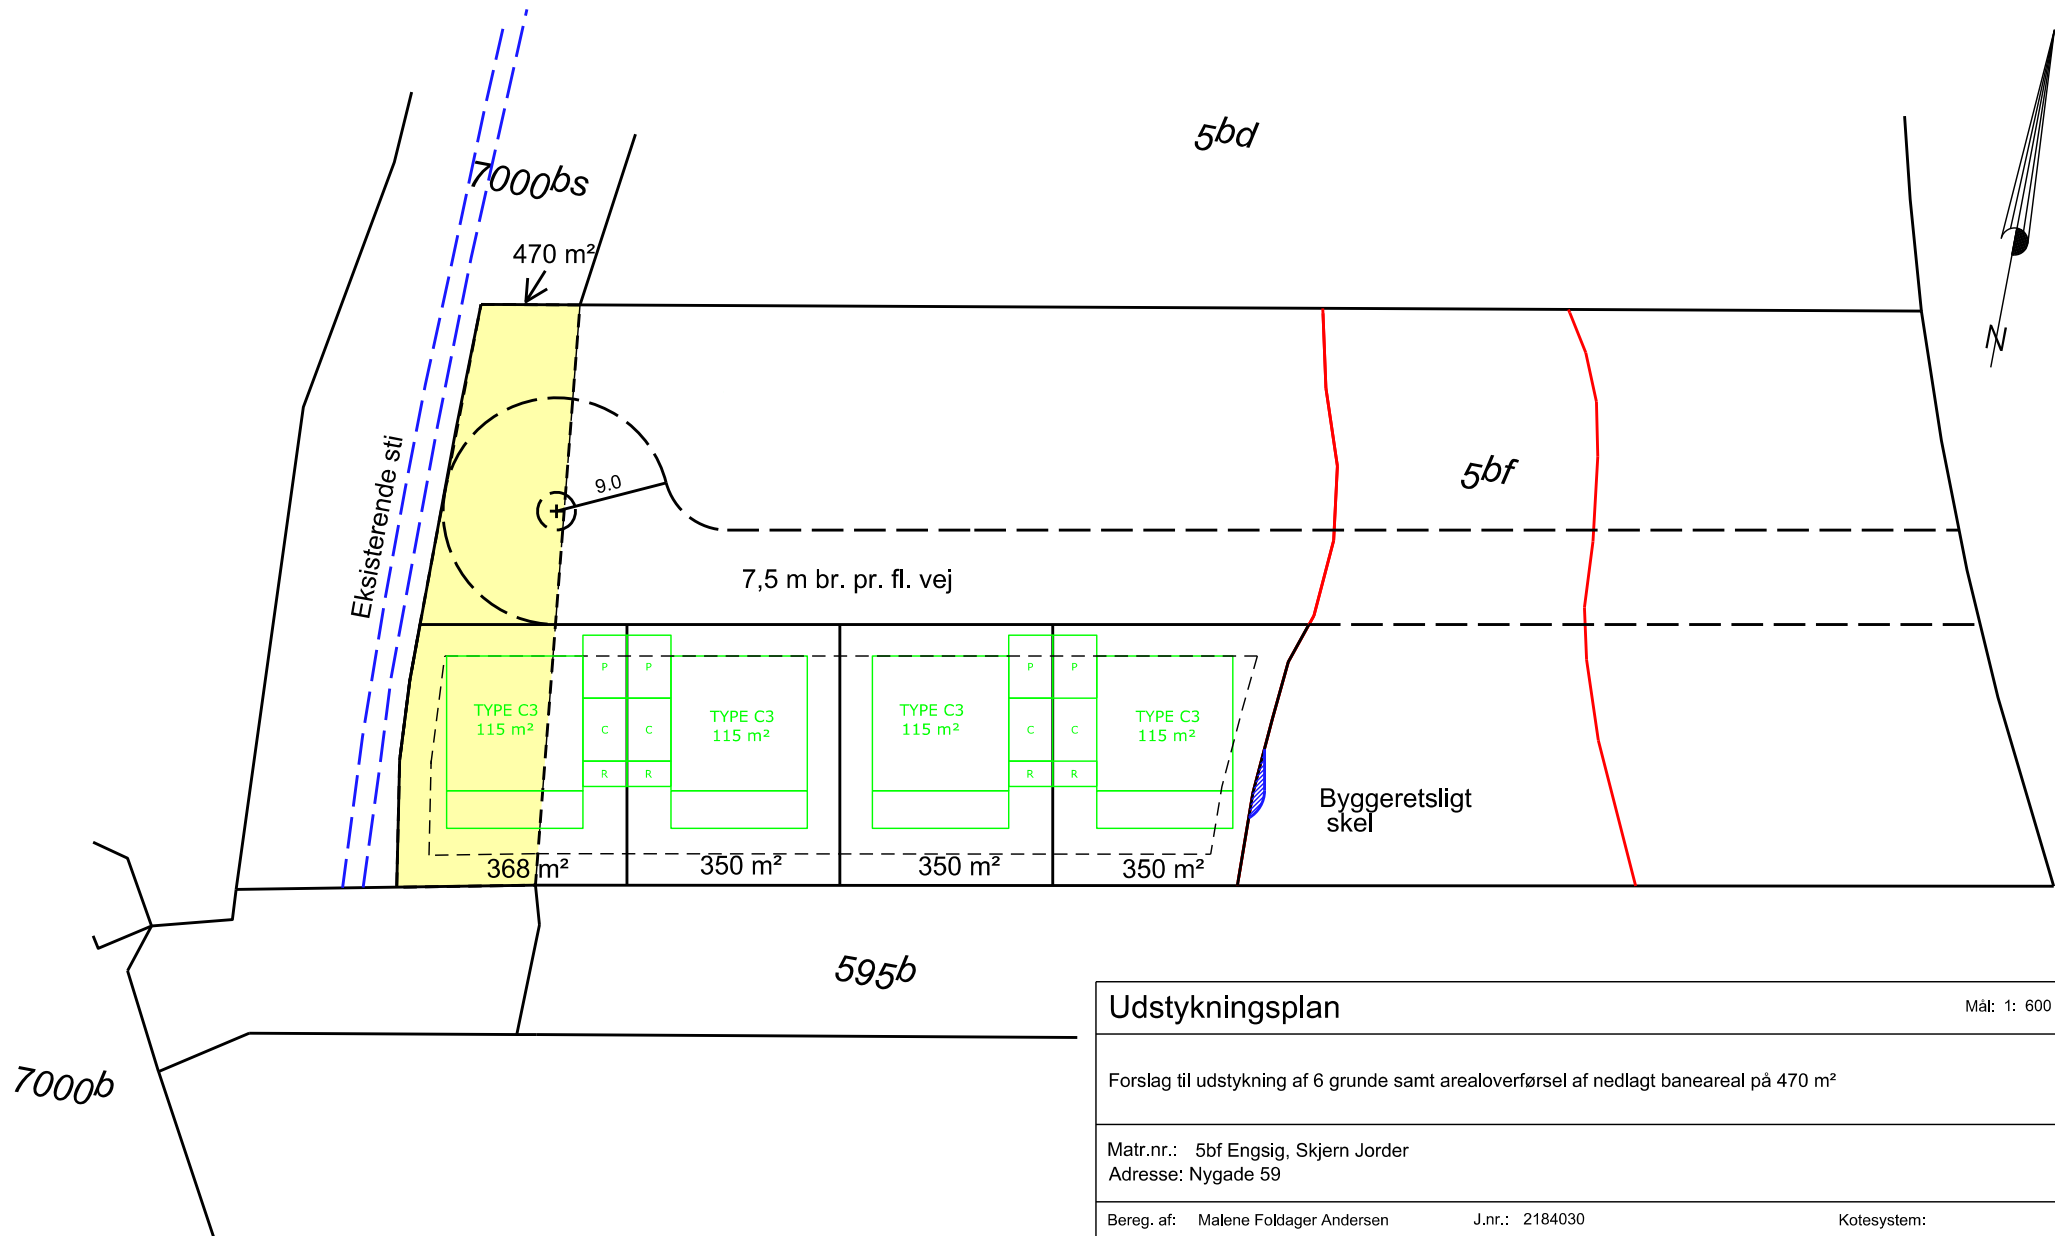 5bd
7000bs
470 m²
N
Eksisterende sti
9.0
5bf
7,5 m br. pr. fl. vej
P P P P
TYPE C3
115 m²
TYPE C3
115 m²
TYPE C3
115 m²
TYPE C3
115 m²
C C C C
R R R R
Byggeretsligt
skel
368 m²
350 m²
350 m²
350 m²
595b
7000b
Udstykningsplan
Mål: 1: 600
Forslag til udstykning af 6 grunde samt arealoverførsel af nedlagt baneareal på 470 m²
Matr.nr.: 5bf Engsig, Skjern Jorder
Adresse: Nygade 59
Bereg. af: Malene Foldager Andersen J.nr.: 2184030 Kotesystem: